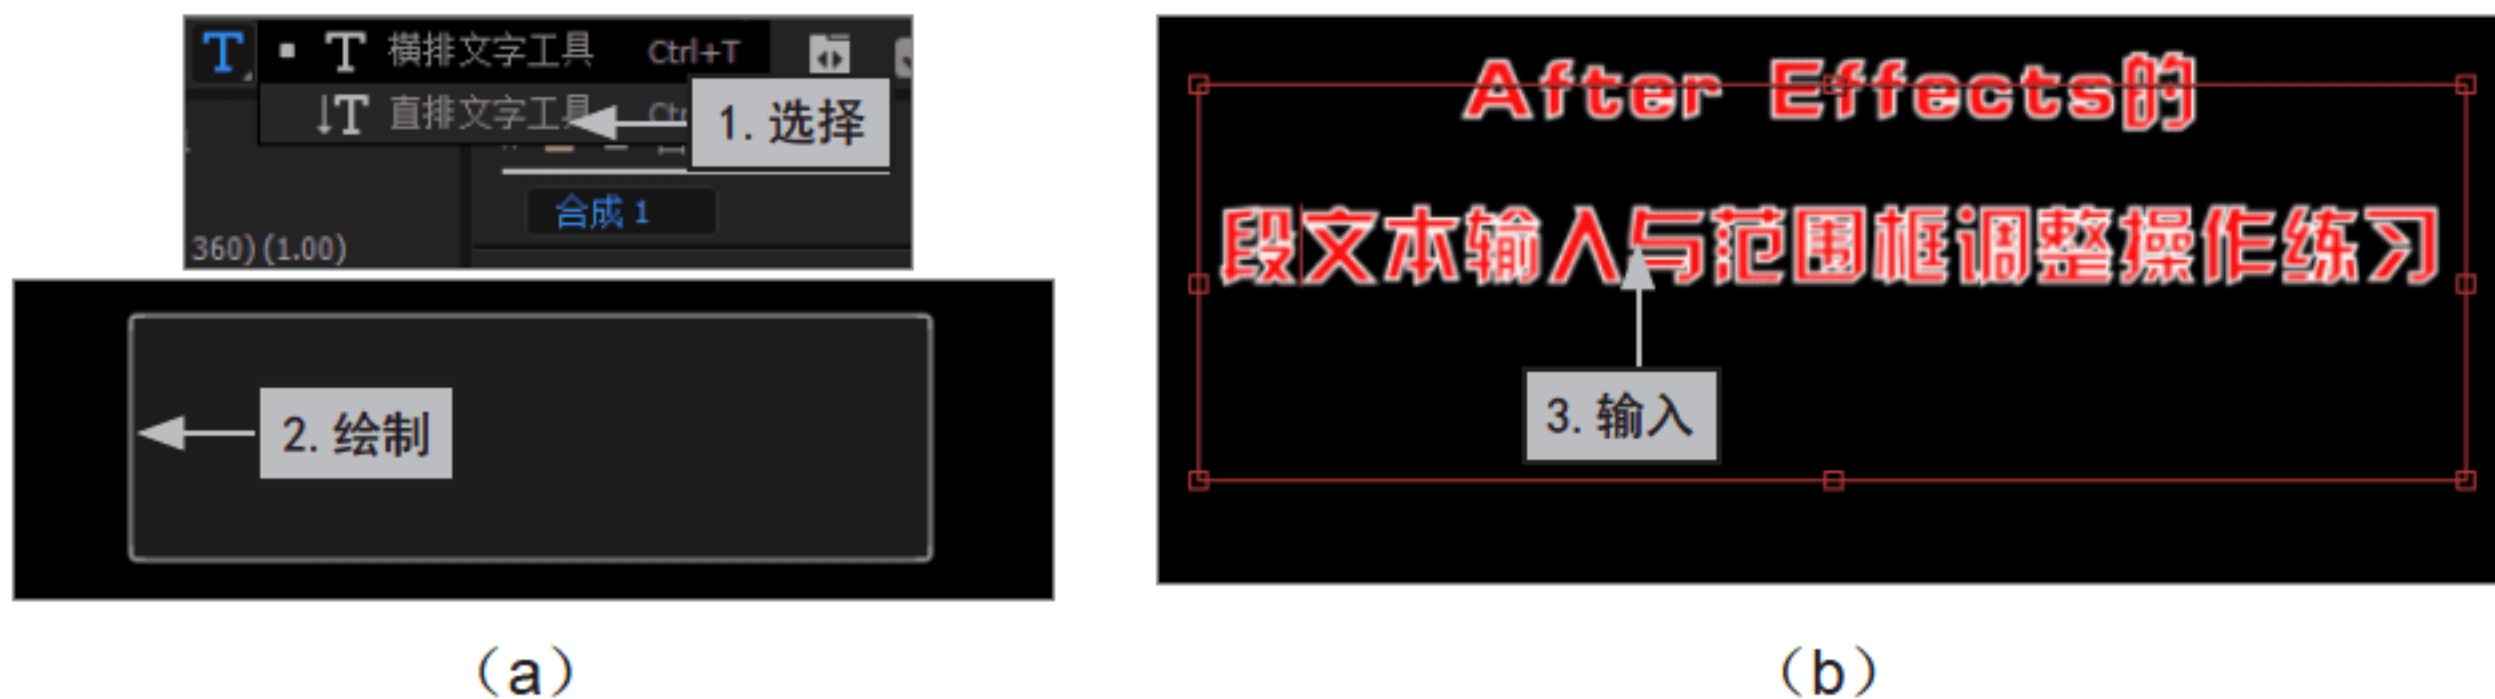 T T 横排文字工具 Ctrl+T
T 直排文字工具 Ctr
1. 选择
合成 1
360) (1.00)
2. 绘制
(a)
After Effects的
段文本输入与范围框调整操作练习
3. 输入
(b)